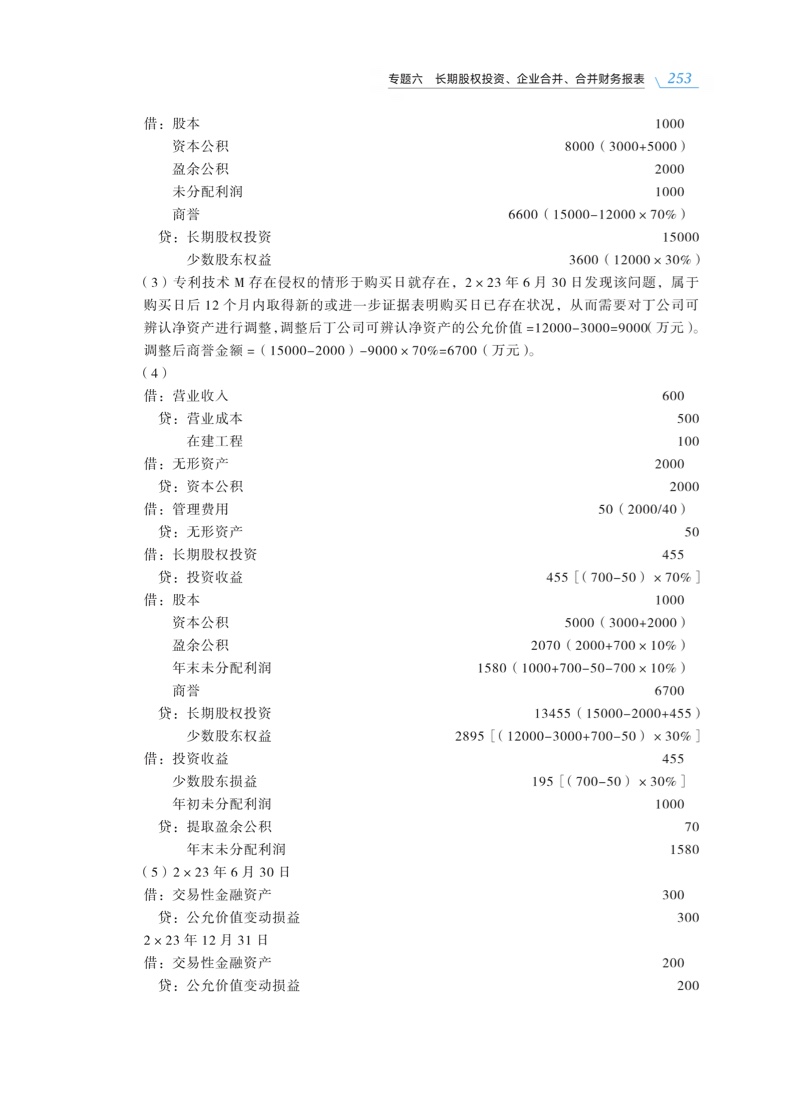 专题六　长期股权投资、企业合并、合并财务报表　253
借：股本　1000
资本公积　8000（3000+5000）
盈余公积　2000
未分配利润　1000
商誉　6600（15000-12000×70%）
贷：长期股权投资　15000
少数股东权益　3600（12000×30%）
（3）专利技术 M 存在侵权的情形于购买日就存在，2×23 年 6 月 30 日发现该问题，属于
购买日后 12 个月内取得新的或进一步证据表明购买日已存在状况，从而需要对丁公司可
辨认净资产进行调整，调整后丁公司可辨认净资产的公允价值 =12000-3000=9000（万元）。
调整后商誉金额 =（15000-2000）-9000×70%=6700（万元）。
（4）
借：营业收入　600
贷：营业成本　500
在建工程　100
借：无形资产　2000
贷：资本公积　2000
借：管理费用　50（2000/40）
贷：无形资产　50
借：长期股权投资　455
贷：投资收益　455［（700-50）×70%］
借：股本　1000
资本公积　5000（3000+2000）
盈余公积　2070（2000+700×10%）
年末未分配利润　1580（1000+700-50-700×10%）
商誉　6700
贷：长期股权投资　13455（15000-2000+455）
少数股东权益　2895［（12000-3000+700-50）×30%］
借：投资收益　455
少数股东损益　195［（700-50）×30%］
年初未分配利润　1000
贷：提取盈余公积　70
年末未分配利润　1580
（5）2×23 年 6 月 30 日
借：交易性金融资产　300
贷：公允价值变动损益　300
2×23 年 12 月 31 日
借：交易性金融资产　200
贷：公允价值变动损益　200